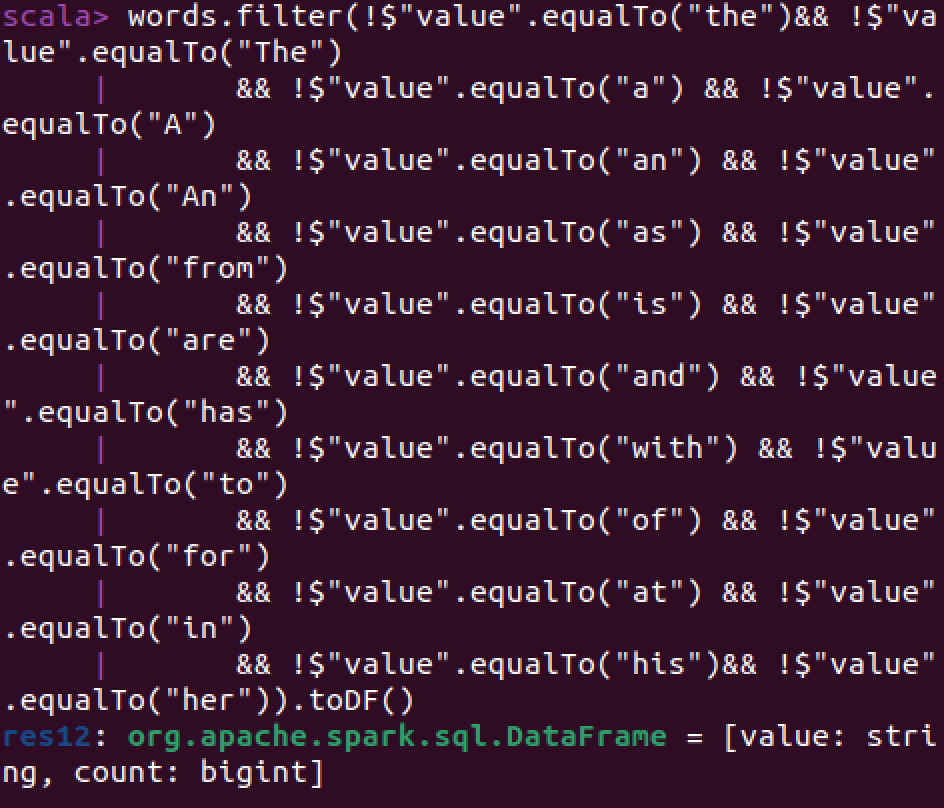 scala> words.filter(!$"value".equalTo("the")&& !$"va
lue".equalTo("The")
     |       && !$"value".equalTo("a") && !$"value".
equalTo("A")
     |       && !$"value".equalTo("an") && !$"value"
.equalTo("An")
     |       && !$"value".equalTo("as") && !$"value"
.equalTo("from")
     |       && !$"value".equalTo("is") && !$"value"
.equalTo("are")
     |       && !$"value".equalTo("and") && !$"value
".equalTo("has")
     |       && !$"value".equalTo("with") && !$"valu
e".equalTo("to")
     |       && !$"value".equalTo("of") && !$"value"
.equalTo("for")
     |       && !$"value".equalTo("at") && !$"value"
.equalTo("in")
     |       && !$"value".equalTo("his")&& !$"value"
.equalTo("her")).toDF()
res12: org.apache.spark.sql.DataFrame = [value: stri
ng, count: bigint]